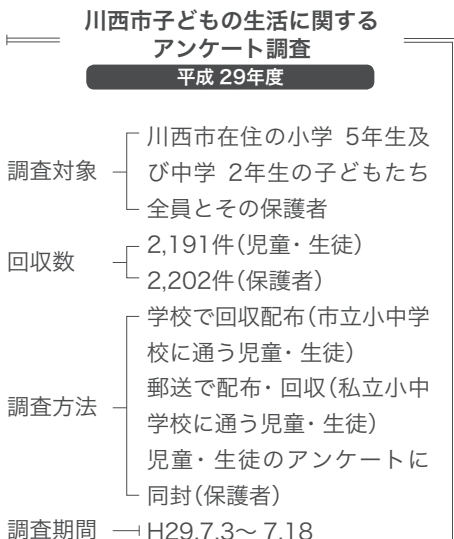 川西市子どもの生活に関する
アンケート調査
平成 29年度
調査対象
川西市在住の小学 5年生及
び中学 2年生の子どもたち
全員とその保護者
回収数
2,191件(児童・生徒)
2,202件(保護者)
調査方法
学校で回収配布(市立小中学
校に通う児童・生徒)
郵送で配布・回収(私立小中
学校に通う児童・生徒)
児童・生徒のアンケートに
同封(保護者)
調査期間
H29.7.3～ 7.18